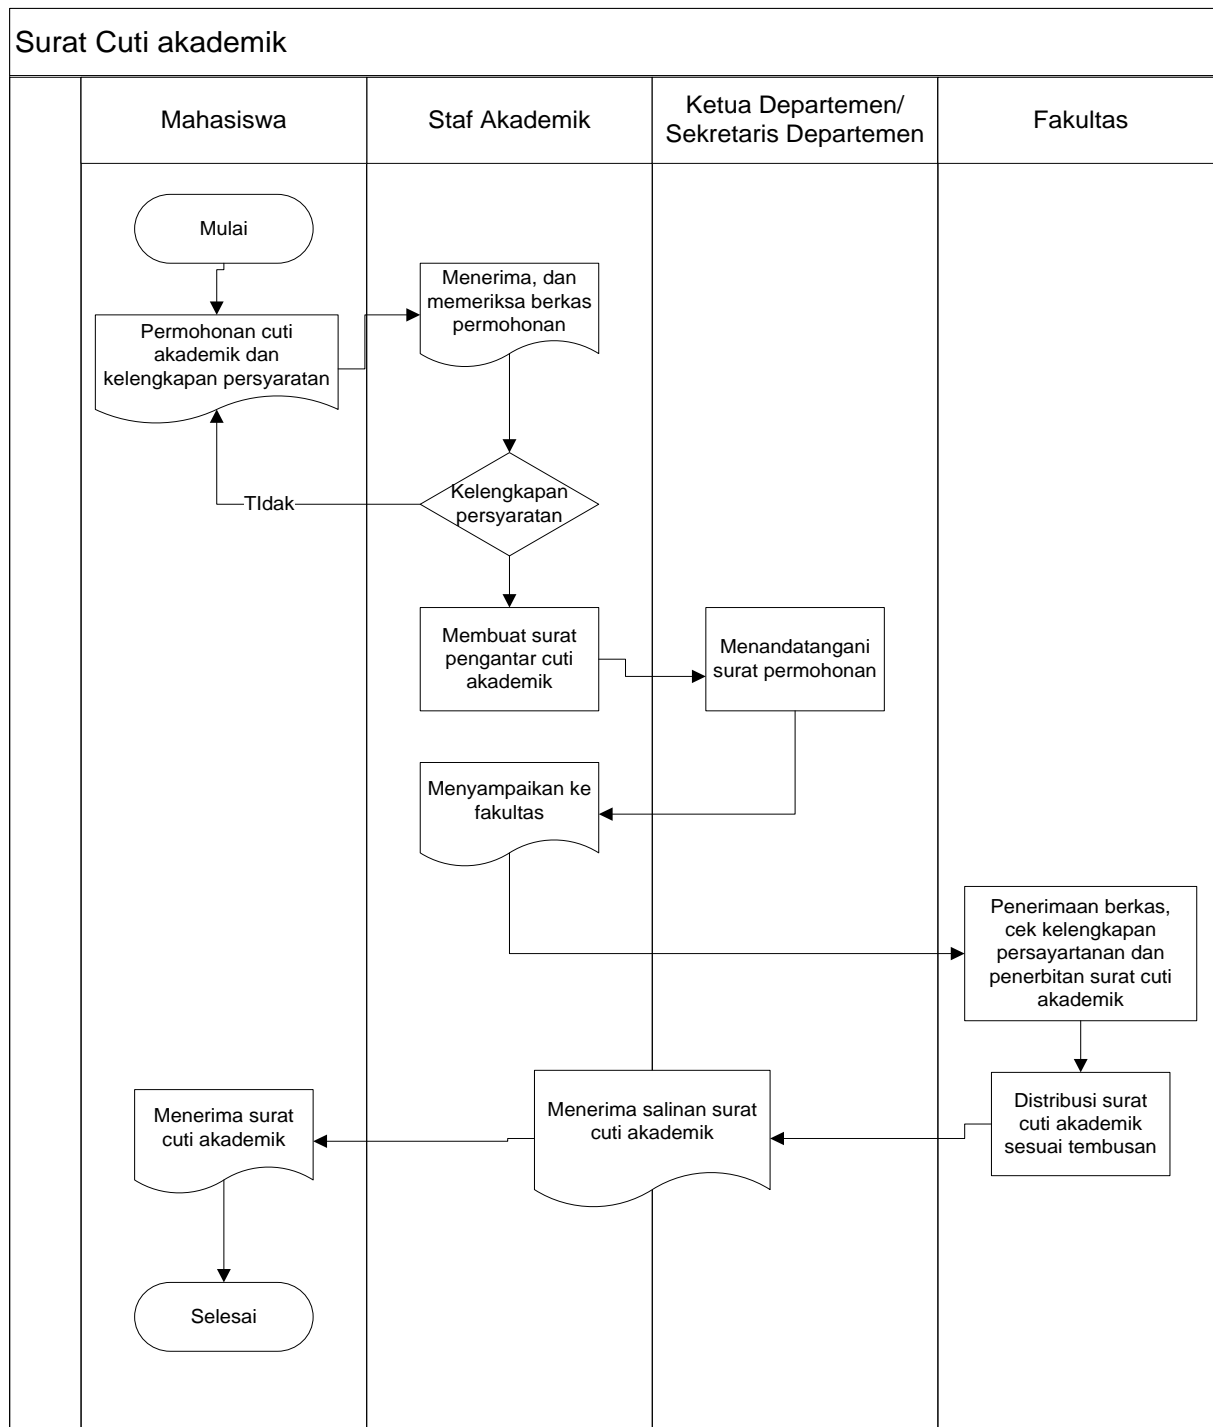 Surat Cuti akademik
Mahasiswa
Staf Akademik
Ketua Departemen/
Sekretaris Departemen
Fakultas
Mulai
Menerima, dan
memeriksa berkas
permohonan
Permohonan cuti
akademik dan
kelengkapan persyaratan
TIdak
Kelengkapan
persyaratan
Membuat surat
pengantar cuti
akademik
Menandatangani
surat permohonan
Menyampaikan ke
fakultas
Penerimaan berkas,
cek kelengkapan
persayartanan dan
penerbitan surat cuti
akademik
Distribusi surat
cuti akademik
sesuai tembusan
Menerima salinan surat
cuti akademik
Menerima surat
cuti akademik
Selesai